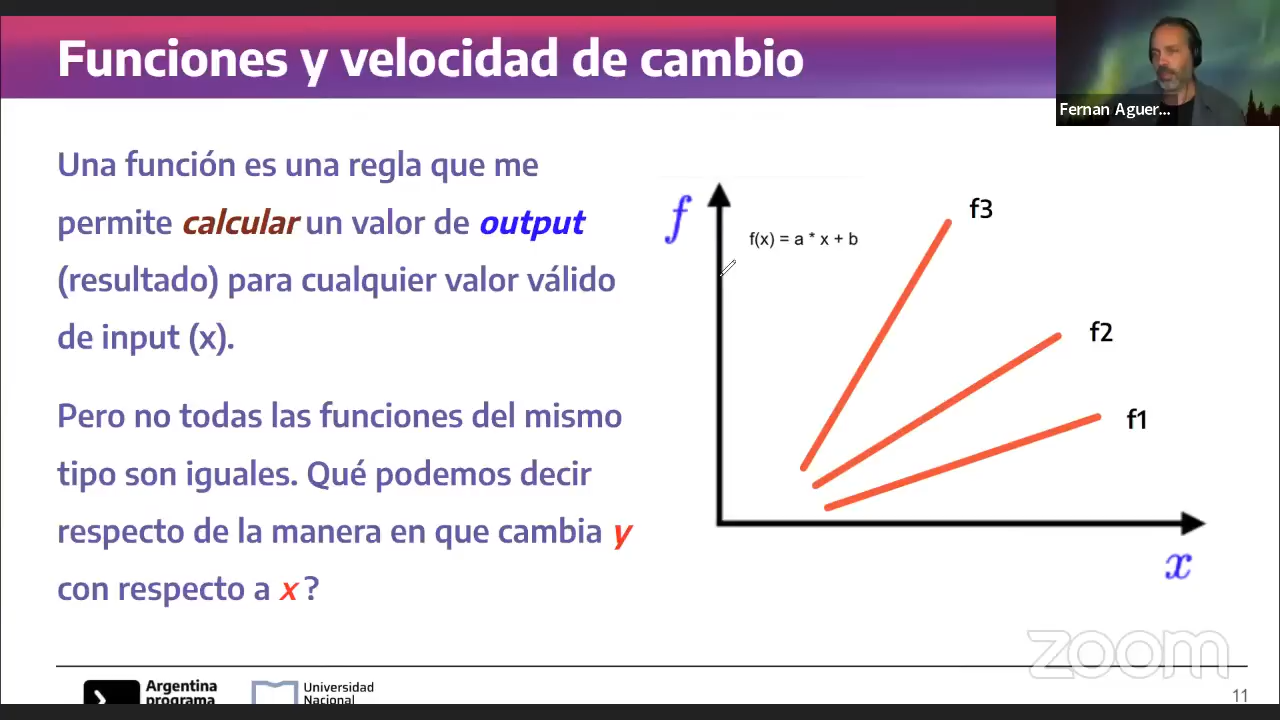 Funciones y velocidad de cambio
Fernan Aguer...
Una función es una regla que me
permite calcular un valor de output
(resultado) para cualquier valor válido
de input (x).
Pero no todas las funciones del mismo
tipo son iguales. Qué podemos decir
respecto de la manera en que cambia y
con respecto a x ?
f
f(x) = a * x + b
f3
f2
f1
x
zoom
Argentina
programa
Universidad
Nacional
11